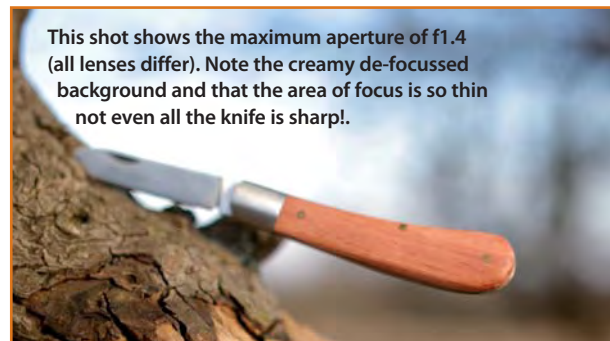 This shot shows the maximum aperture of f1.4
(all lenses differ). Note the creamy de-focussed
background and that the area of focus is so thin
not even all the knife is sharp!.